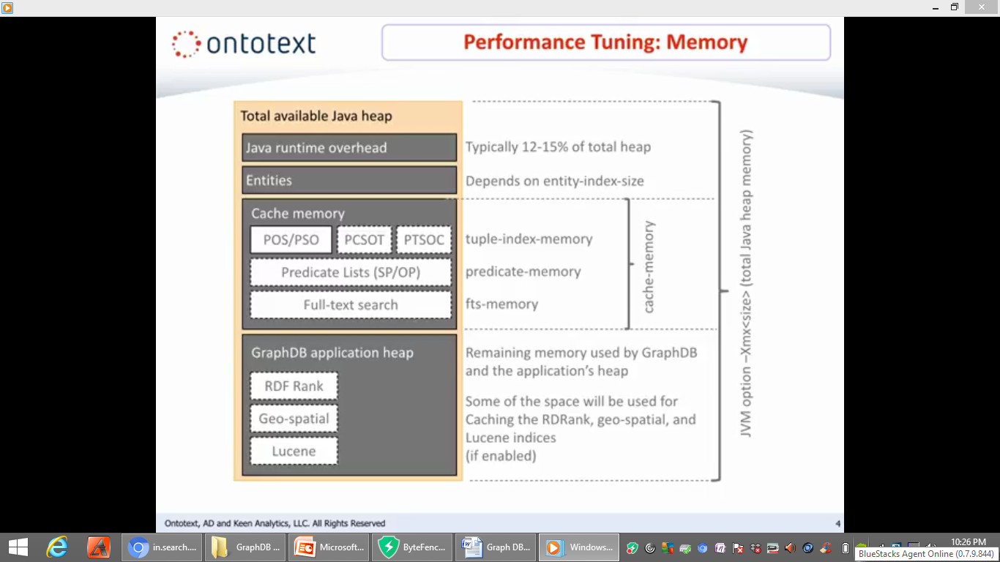 ontotext
Performance Tuning: Memory
Total available Java heap
Java runtime overhead
Typically 12-15% of total heap
Entities
Depends on entity-index-size
Cache memory
POS/PSO
PCSOT
PTSOC
tuple-index-memory
Predicate Lists (SP/OP)
predicate-memory
Full-text search
fts-memory
cache-memory
GraphDB application heap
Remaining memory used by GraphDB
and the application's heap
RDF Rank
Geo-spatial
Lucene
Some of the space will be used for
Caching the RDRank, geo-spatial, and
Lucene indices
(if enabled)
JVM option –Xmx<size> (total Java heap memory)
Ontotext, AD and Keen Analytics, LLC. All Rights Reserved
4
in.search....
GraphDB ...
Microsoft...
ByteFenc...
Graph DB...
Windows...
10:26 PM
BlueStacks Agent Online (0.7.9.844)